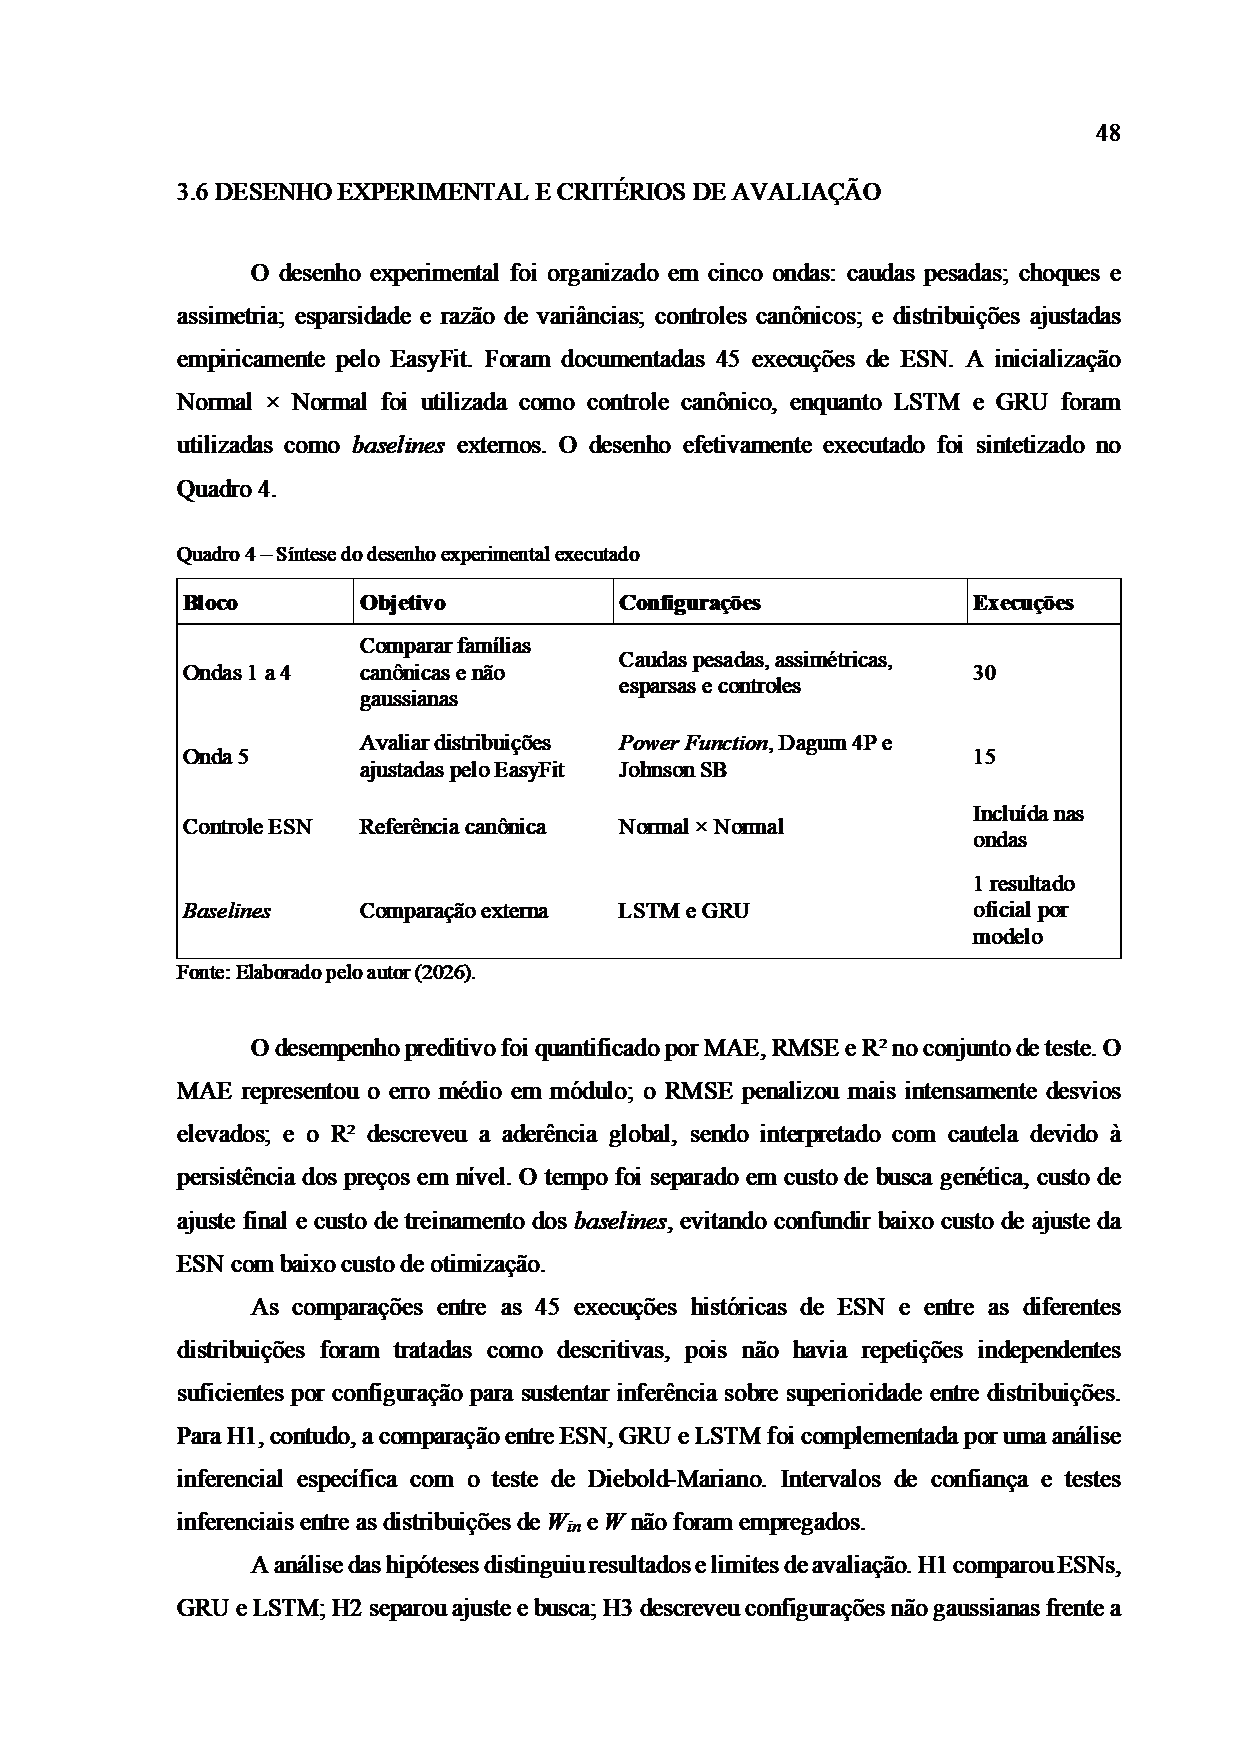 48
3.6 DESENHO EXPERIMENTAL E CRITÉRIOS DE AVALIAÇÃO
O desenho experimental foi organizado em cinco ondas: caudas pesadas; choques e
assimetria; esparsidade e razão de variâncias; controles canônicos; e distribuições ajustadas
empiricamente pelo EasyFit. Foram documentadas 45 execuções de ESN. A inicialização
Normal × Normal foi utilizada como controle canônico, enquanto LSTM e GRU foram
utilizadas como baselines externos. O desenho efetivamente executado foi sintetizado no
Quadro 4.
Quadro 4 – Síntese do desenho experimental executado
Bloco Objetivo Configurações Execuções
Ondas 1 a 4
Comparar famílias
canônicas e não
gaussianas
Caudas pesadas, assimétricas,
esparsas e controles
30
Onda 5
Avaliar distribuições
ajustadas pelo EasyFit
Power Function, Dagum 4P e
Johnson SB
15
Controle ESN
Referência canônica
Normal × Normal
Incluída nas
ondas
Baselines
Comparação externa
LSTM e GRU
1 resultado
oficial por
modelo
Fonte: Elaborado pelo autor (2026).
O desempenho preditivo foi quantificado por MAE, RMSE e R² no conjunto de teste. O
MAE representou o erro médio em módulo; o RMSE penalizou mais intensamente desvios
elevados; e o R² descreveu a aderência global, sendo interpretado com cautela devido à
persistência dos preços em nível. O tempo foi separado em custo de busca genética, custo de
ajuste final e custo de treinamento dos baselines, evitando confundir baixo custo de ajuste da
ESN com baixo custo de otimização.
As comparações entre as 45 execuções históricas de ESN e entre as diferentes
distribuições foram tratadas como descritivas, pois não havia repetições independentes
suficientes por configuração para sustentar inferência sobre superioridade entre distribuições.
Para H1, contudo, a comparação entre ESN, GRU e LSTM foi complementada por uma análise
inferencial específica com o teste de Diebold-Mariano. Intervalos de confiança e testes
inferenciais entre as distribuições de Win e W não foram empregados.
A análise das hipóteses distinguiu resultados e limites de avaliação. H1 comparou ESNs,
GRU e LSTM; H2 separou ajuste e busca; H3 descreveu configurações não gaussianas frente a